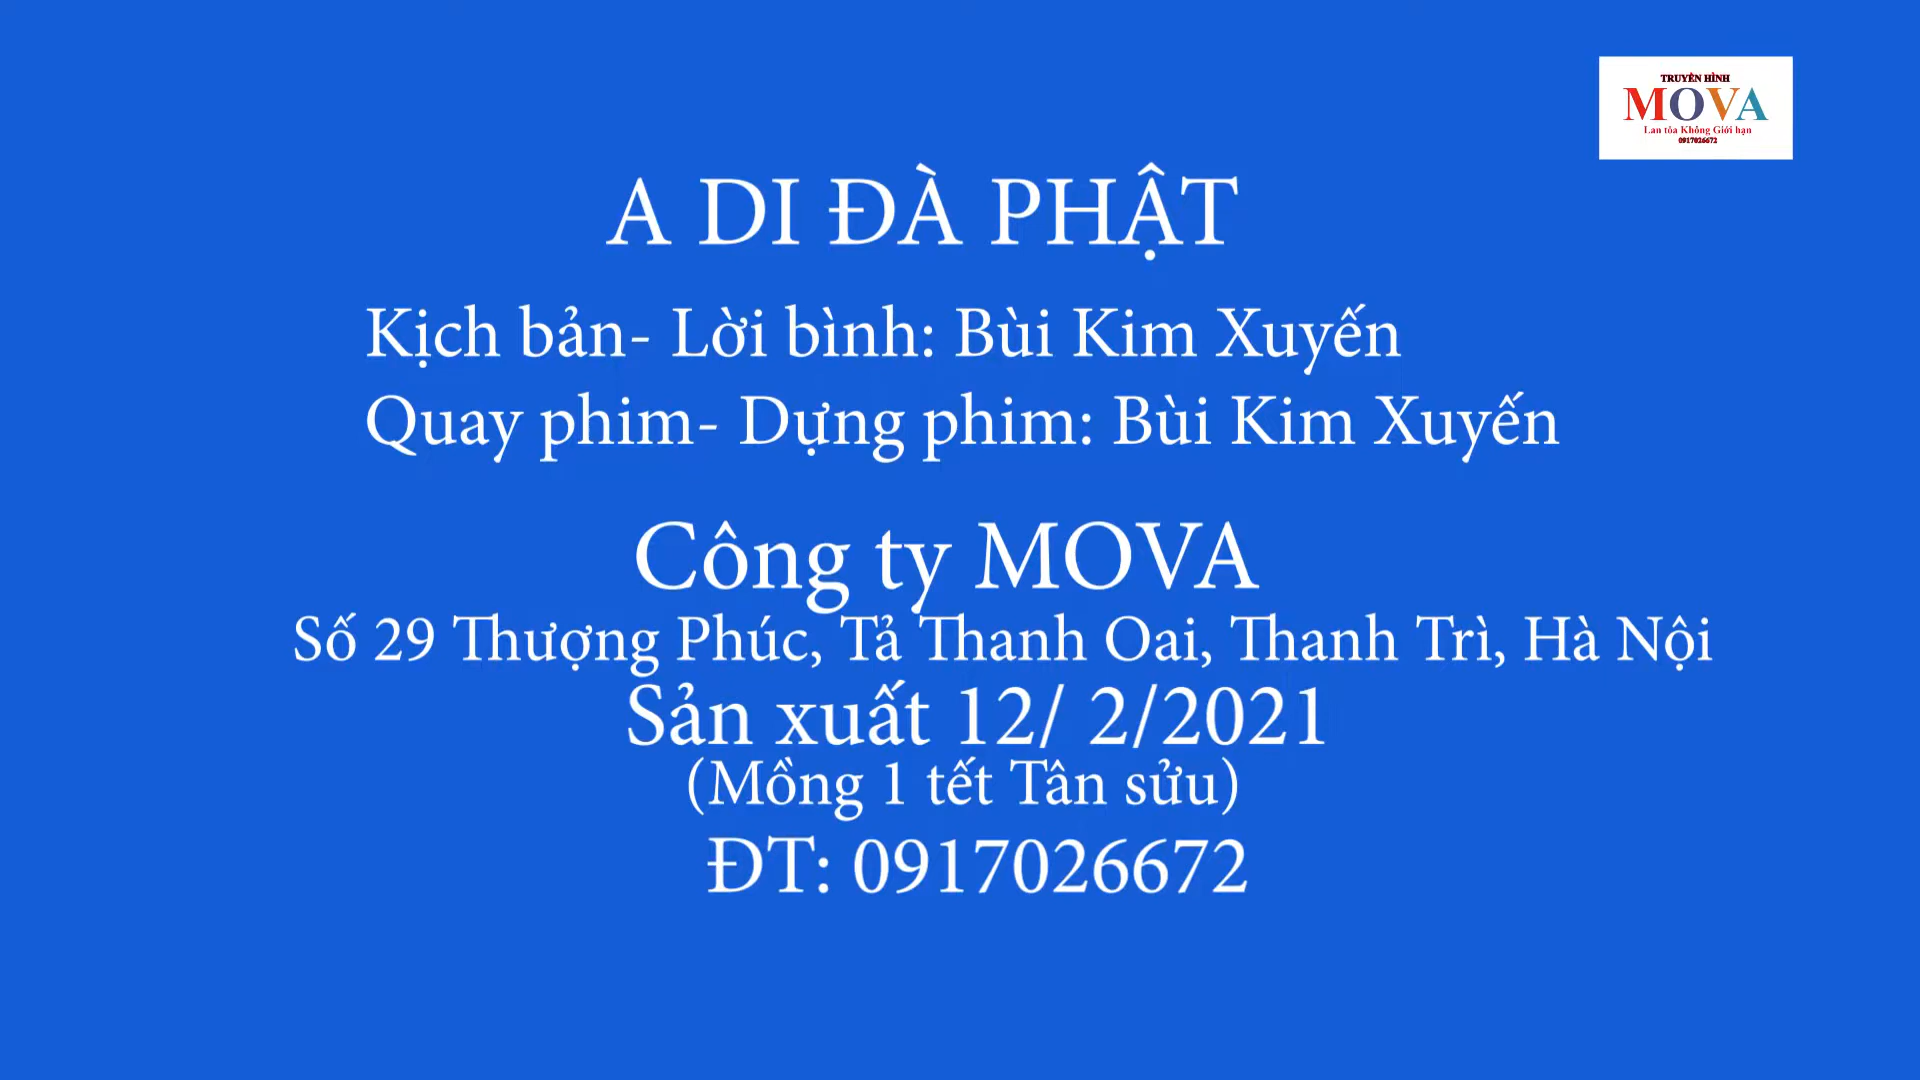 TRUYỀN HÌNH
MOVA
Lan tỏa Không Giới hạn
0917026672
A DI ĐÀ PHẬT
Kịch bản- Lời bình: Bùi Kim Xuyến
Quay phim- Dựng phim: Bùi Kim Xuyến
Công ty MOVA
Số 29 Thượng Phúc, Tả Thanh Oai, Thanh Trì, Hà Nội
Sản xuất 12/ 2/2021
(Mồng 1 tết Tân sửu)
ĐT: 0917026672